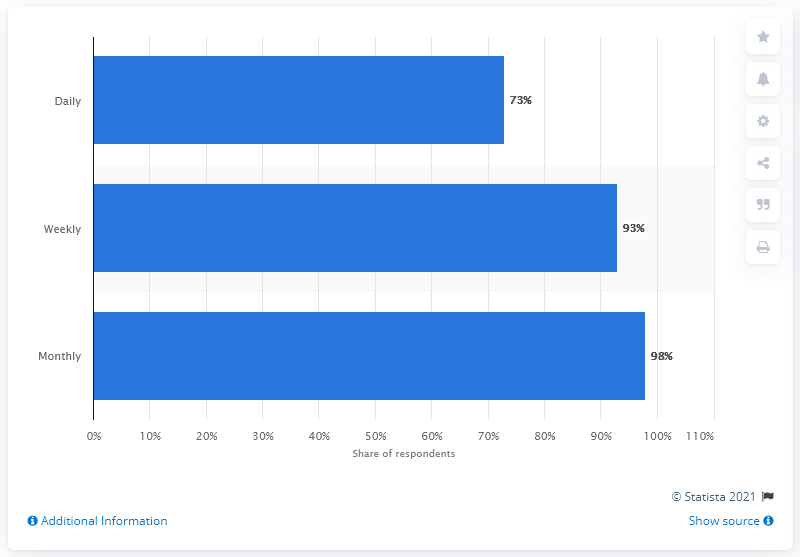 Daily
73%
Weekly
93%
Monthly
98%
0% 10% 20% 30% 40% 50% 60% 70% 80% 90% 100% 110%
Share of respondents
© Statista 2021
Additional Information
Show source